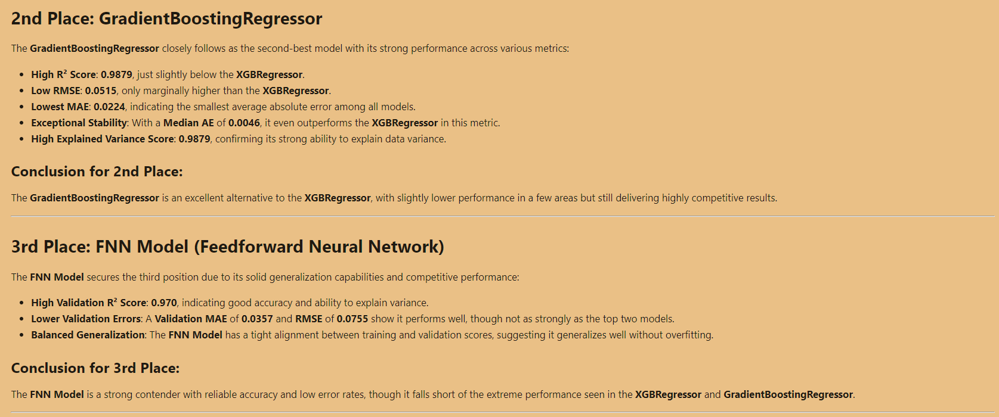 2nd Place: GradientBoostingRegressor
The GradientBoostingRegressor closely follows as the second-best model with its strong performance across various metrics:
• High R² Score: 0.9879, just slightly below the XGBRegressor.
• Low RMSE: 0.0515, only marginally higher than the XGBRegressor.
• Lowest MAE: 0.0224, indicating the smallest average absolute error among all models.
• Exceptional Stability: With a Median AE of 0.0046, it even outperforms the XGBRegressor in this metric.
• High Explained Variance Score: 0.9879, confirming its strong ability to explain data variance.
Conclusion for 2nd Place:
The GradientBoostingRegressor is an excellent alternative to the XGBRegressor, with slightly lower performance in a few areas but still delivering highly competitive results.
3rd Place: FNN Model (Feedforward Neural Network)
The FNN Model secures the third position due to its solid generalization capabilities and competitive performance:
• High Validation R² Score: 0.970, indicating good accuracy and ability to explain variance.
• Lower Validation Errors: A Validation MAE of 0.0357 and RMSE of 0.0755 show it performs well, though not as strongly as the top two models.
• Balanced Generalization: The FNN Model has a tight alignment between training and validation scores, suggesting it generalizes well without overfitting.
Conclusion for 3rd Place:
The FNN Model is a strong contender with reliable accuracy and low error rates, though it falls short of the extreme performance seen in the XGBRegressor and GradientBoostingRegressor.